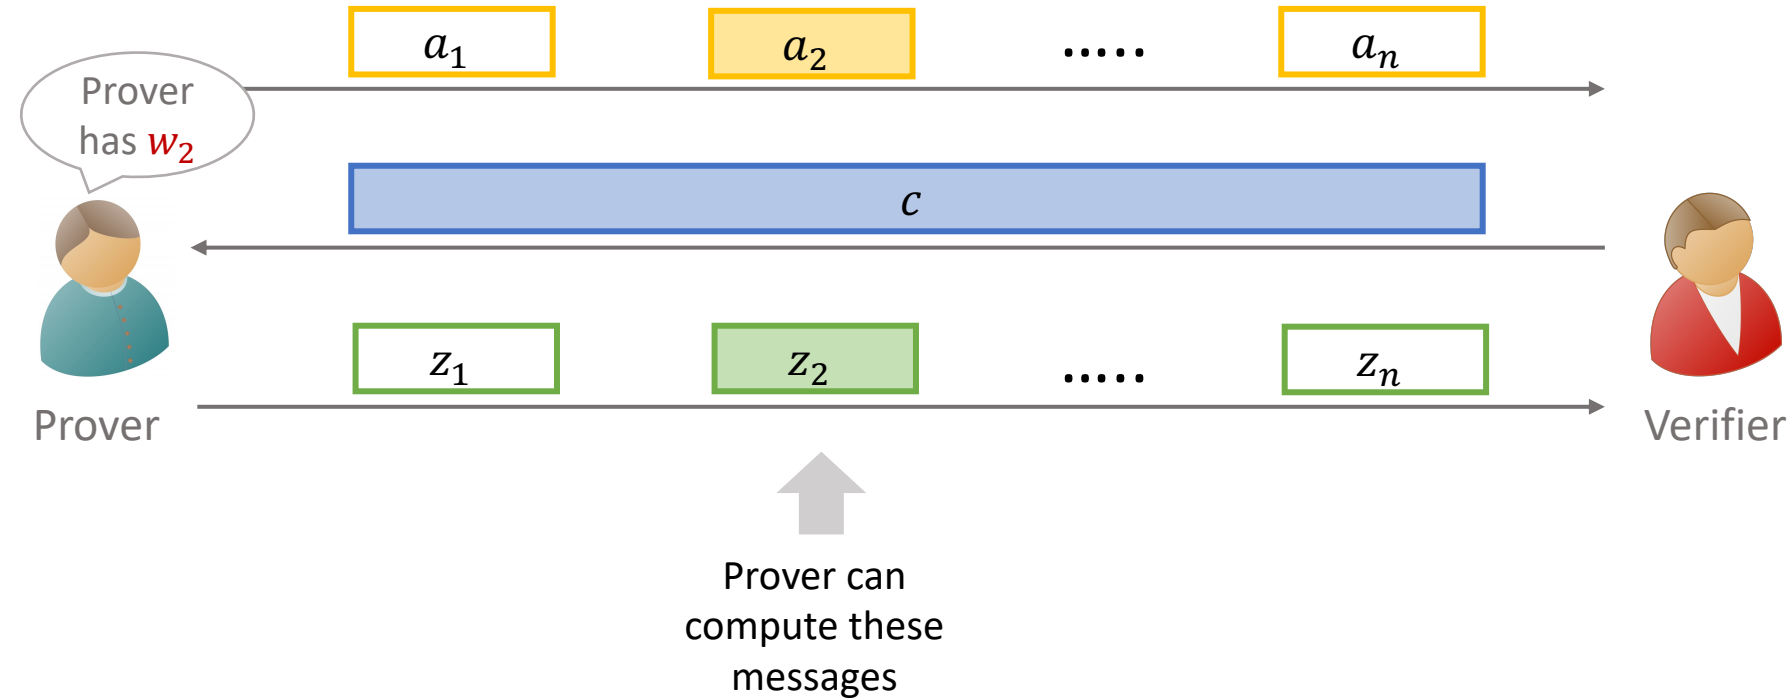 a₁ a₂ ..... aₙ
Prover
has w₂
c
z₁ z₂ ..... zₙ
Prover Verifier
Prover can
compute these
messages